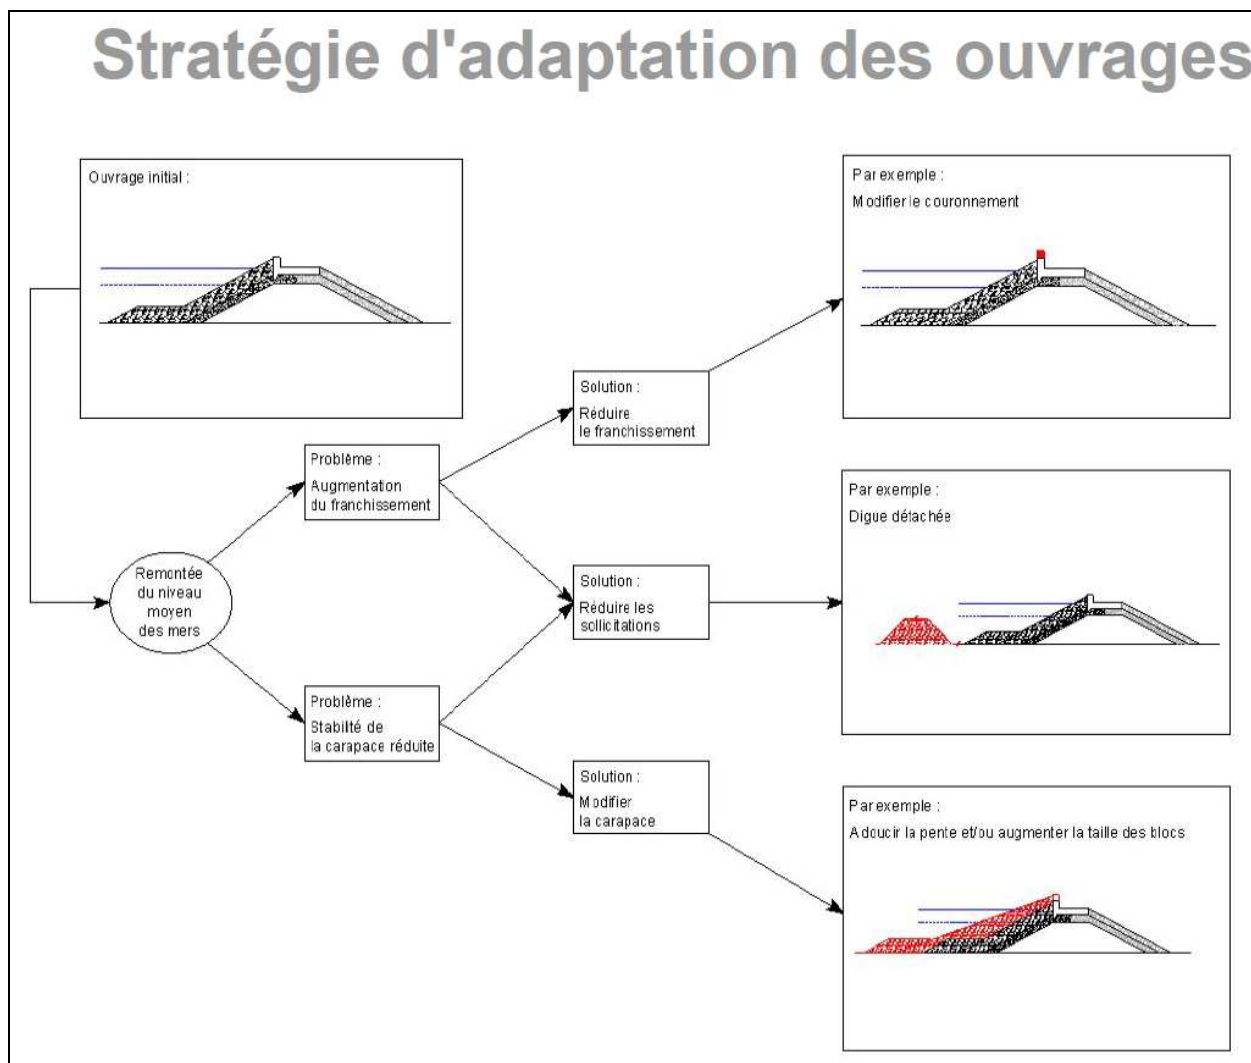 Stratégie d'adaptation des ouvrages
Ouvrage initial :
Par exemple :
Modifier le couronnement
Solution :
Réduire
le franchissement
Problème :
Augmentation
du franchissement
Par exemple :
Digue détachée
Remontée
du niveau
moyen
des mers
Solution :
Réduire les
sollicitations
Problème :
Stabilté de
la carapace réduite
Solution :
Modifier
la carapace
Par exemple :
Adoucir la pente et/ou augmenter la taille des blocs